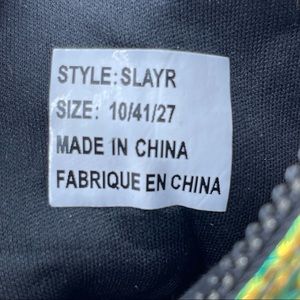 STYLE: SLAYR
SIZE: 10/41/27
MADE IN CHINA
FABRIQUE EN CHINA